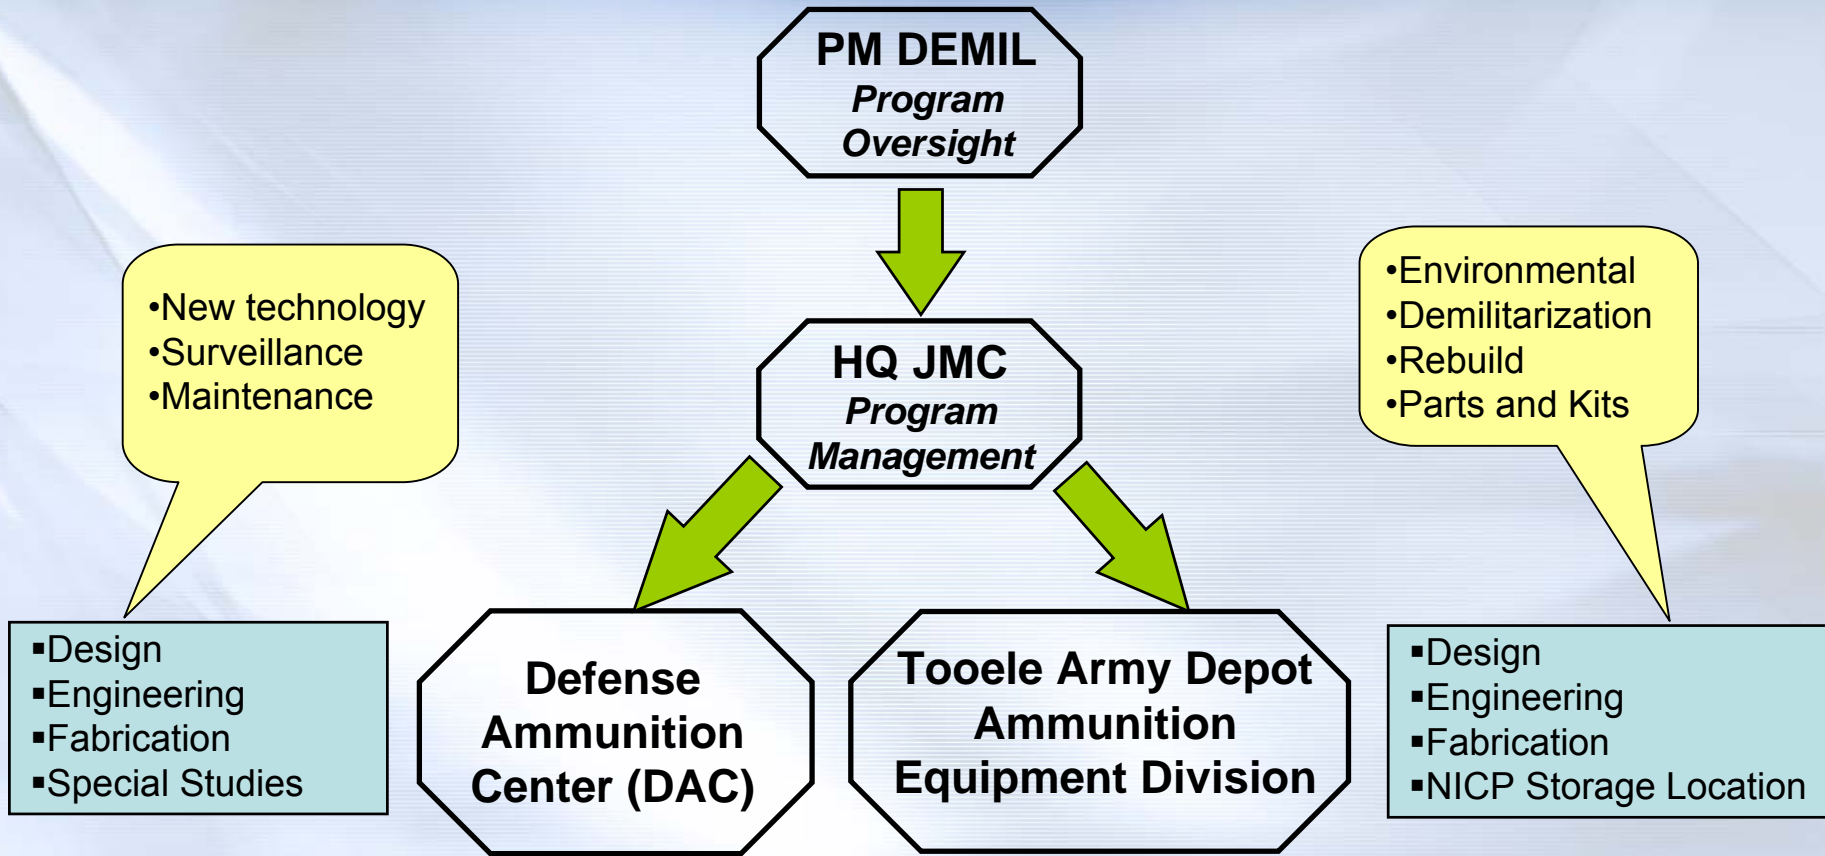 PM DEMIL
Program
Oversight
•New technology
•Surveillance
•Maintenance
•Environmental
•Demilitarization
•Rebuild
•Parts and Kits
HQ JMC
Program
Management
▪Design
▪Engineering
▪Fabrication
▪Special Studies
Defense
Ammunition
Center (DAC)
Tooele Army Depot
Ammunition
Equipment Division
▪Design
▪Engineering
▪Fabrication
▪NICP Storage Location